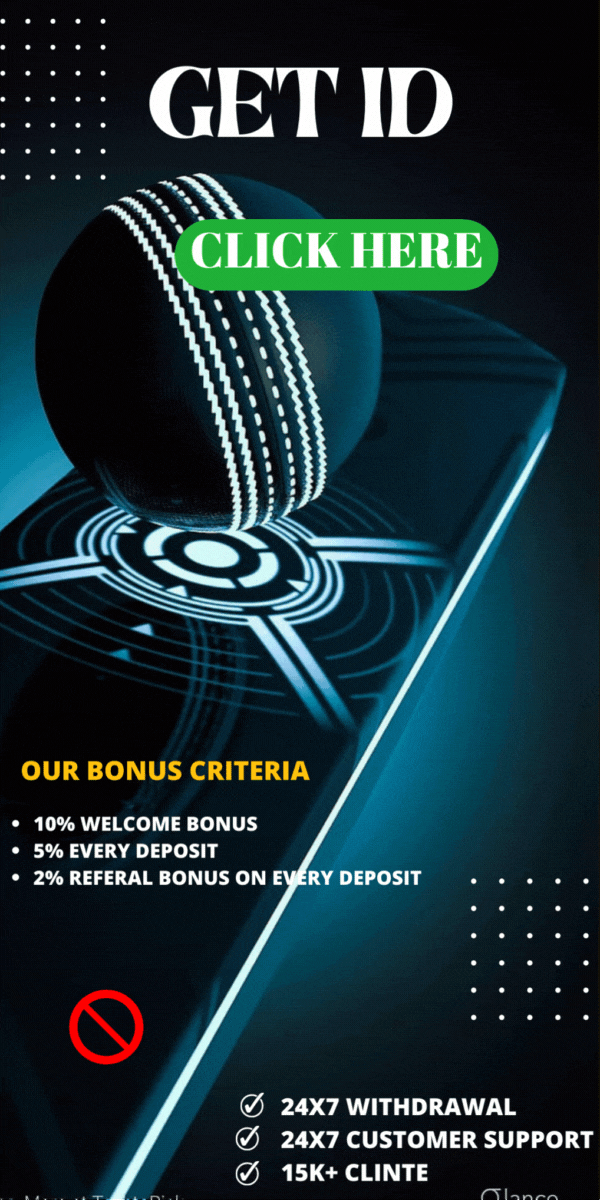 GET ID
CLICK HERE
OUR BONUS CRITERIA
• 10% WELCOME BONUS
• 5% EVERY DEPOSIT
• 2% REFERAL BONUS ON EVERY DEPOSIT
24X7 WITHDRAWAL
24X7 CUSTOMER SUPPORT
15K+ CLINTE